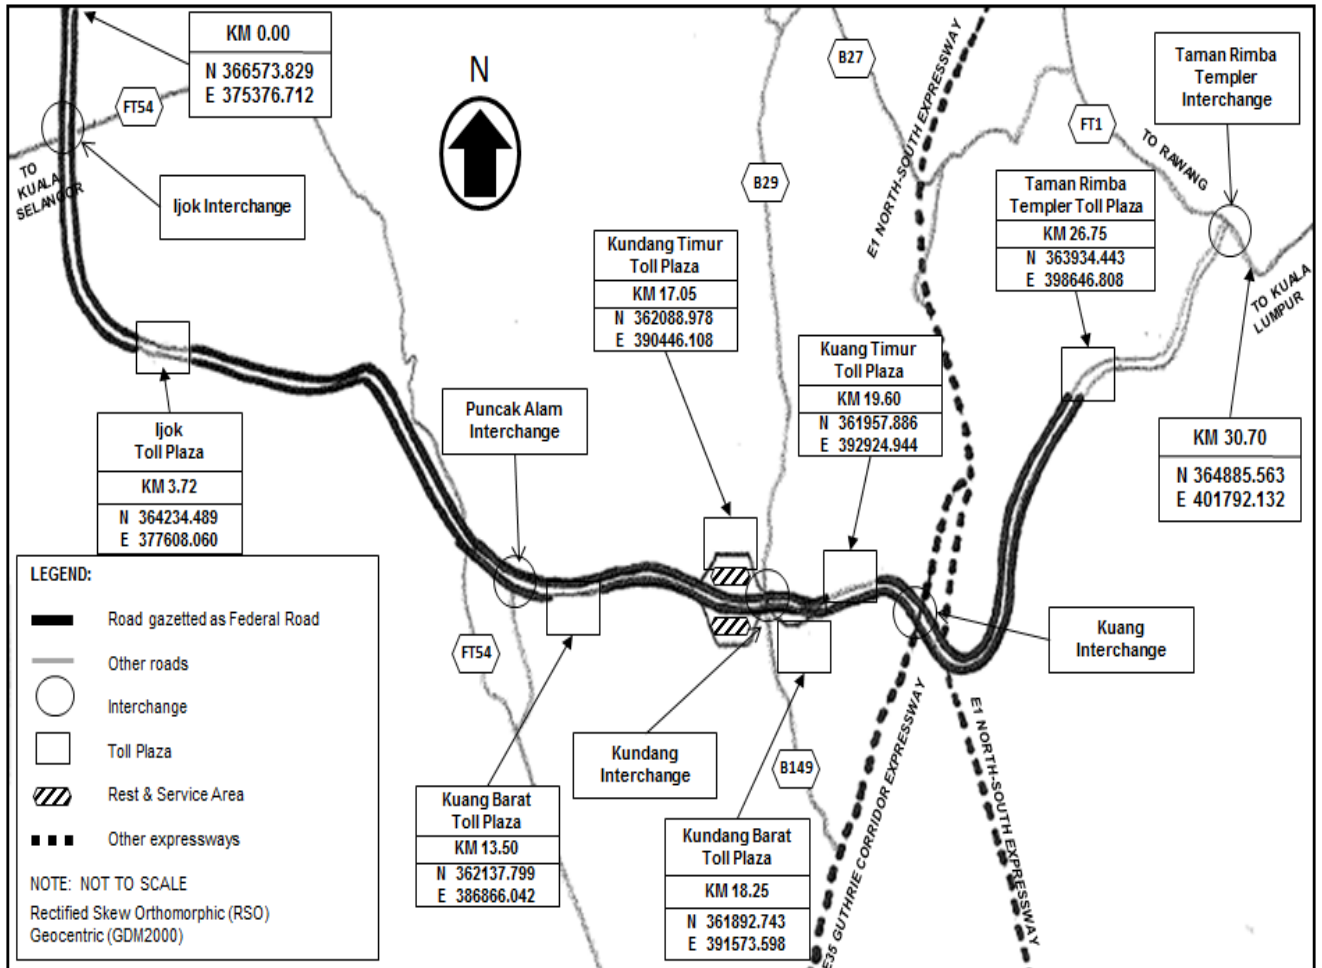 KM 0.00
N 366573.829
E 375376.712
FT54
TO
KUALA
SELANGOR
Ijok Interchange
N
B27
B29
E1 NORTH-SOUTH EXPRESSWAY
FT1
TO RAWANG
Taman Rimba
Templer
Interchange
Taman Rimba
Templer Toll Plaza
KM 26.75
N 363934.443
E 398646.808
TO KUALA
LUMPUR
Kundang Timur
Toll Plaza
KM 17.05
N 362088.978
E 390446.108
Kuang Timur
Toll Plaza
KM 19.60
N 361957.886
E 392924.944
Puncak Alam
Interchange
Ijok
Toll Plaza
KM 3.72
N 364234.489
E 377608.060
KM 30.70
N 364885.563
E 401792.132
LEGEND:
Road gazetted as Federal Road
Other roads
Interchange
Toll Plaza
Rest & Service Area
Other expressways
NOTE: NOT TO SCALE
Rectified Skew Orthomorphic (RSO)
Geocentric (GDM2000)
FT54
Kuang
Interchange
Kundang
Interchange
B149
Kuang Barat
Toll Plaza
KM 13.50
N 362137.799
E 386866.042
Kundang Barat
Toll Plaza
KM 18.25
N 361892.743
E 391573.598
E35 GUTHRIE CORRIDOR EXPRESSWAY
E1 NORTH-SOUTH EXPRESSWAY